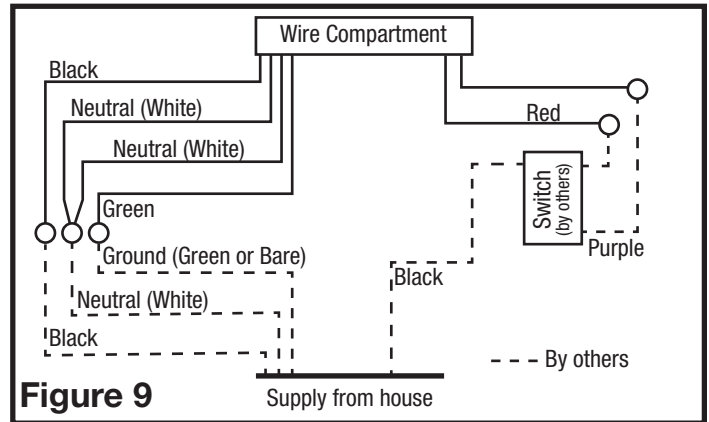 Wire Compartment
Black
Neutral (White)
Red
Neutral (White)
Switch
(by others)
Green
Purple
Ground (Green or Bare)
Black
Neutral (White)
Black
By others
Figure 9
Supply from house